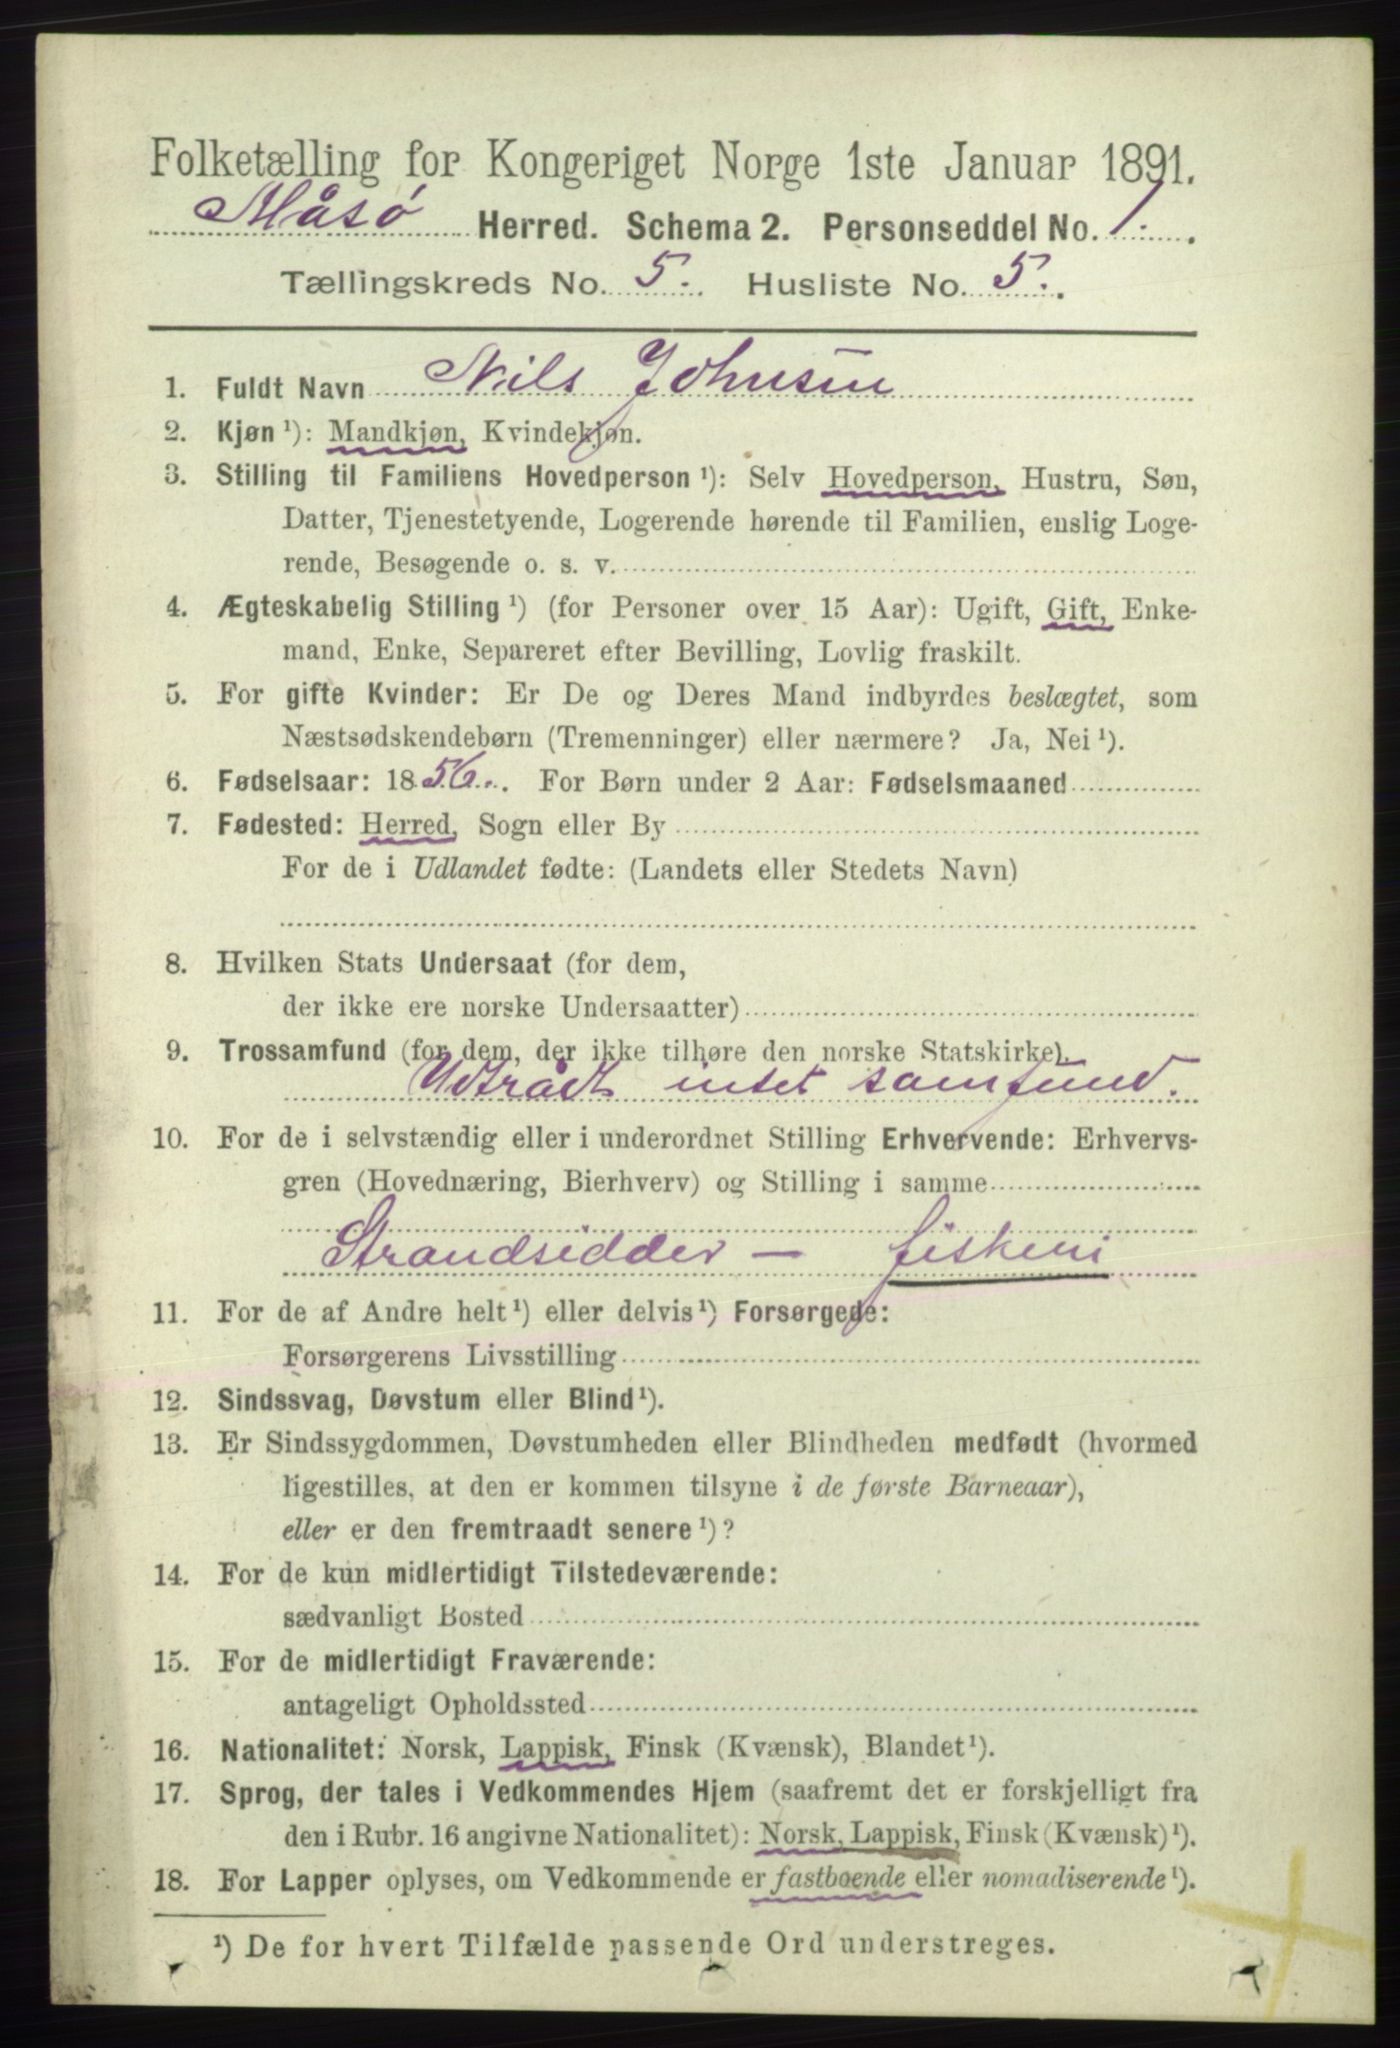 Folketælling for Kongeriget Norge 1ste Januar 1891.
Måsø Herred. Schema 2. Personseddel No. 1.
Tællingskreds No. 5. Husliste No. 5.
1. Fuldt Navn Nils Johnsen
2. Kjøn ¹): Mandkjøn, Kvindekjøn.
3. Stilling til Familiens Hovedperson ¹): Selv Hovedperson, Hustru, Søn,
Datter, Tjenestetyende, Logerende hørende til Familien, enslig Loge-
rende, Besøgende o. s. v.
4. Ægteskabelig Stilling ¹) (for Personer over 15 Aar): Ugift, Gift, Enke-
mand, Enke, Separeret efter Bevilling, Lovlig fraskilt.
5. For gifte Kvinder: Er De og Deres Mand indbyrdes beslægtet, som
Næstsødskendebørn (Tremenninger) eller nærmere? Ja, Nei ¹).
6. Fødselsaar: 1856. For Børn under 2 Aar: Fødselsmaaned
7. Fødested: Herred, Sogn eller By
For de i Udlandet fødte: (Landets eller Stedets Navn)
8. Hvilken Stats Undersaat (for dem,
der ikke ere norske Undersaatter)
9. Trossamfund (for dem, der ikke tilhøre den norske Statskirke).
Udtrådt intet samfund.
10. For de i selvstændig eller i underordnet Stilling Erhvervende: Erhvervs-
gren (Hovednæring, Bierhverv) og Stilling i samme
Strandsidder — fiskeri
11. For de af Andre helt ¹) eller delvis ¹) Forsørgede:
Forsørgerens Livsstilling
12. Sindssvag, Døvstum eller Blind ¹).
13. Er Sindssygdommen, Døvstumheden eller Blindheden medfødt (hvormed
ligestilles, at den er kommen tilsyne i de første Barneaar),
eller er den fremtraadt senere ¹)?
14. For de kun midlertidigt Tilstedeværende:
sædvanligt Bosted
15. For de midlertidigt Fraværende:
antageligt Opholdssted
16. Nationalitet: Norsk, Lappisk, Finsk (Kvænsk), Blandet ¹).
17. Sprog, der tales i Vedkommendes Hjem (saafremt det er forskjelligt fra
den i Rubr. 16 angivne Nationalitet): Norsk, Lappisk, Finsk (Kvænsk) ¹).
18. For Lapper oplyses, om Vedkommende er fastboende eller nomadiserende ¹).
¹) De for hvert Tilfælde passende Ord understreges.